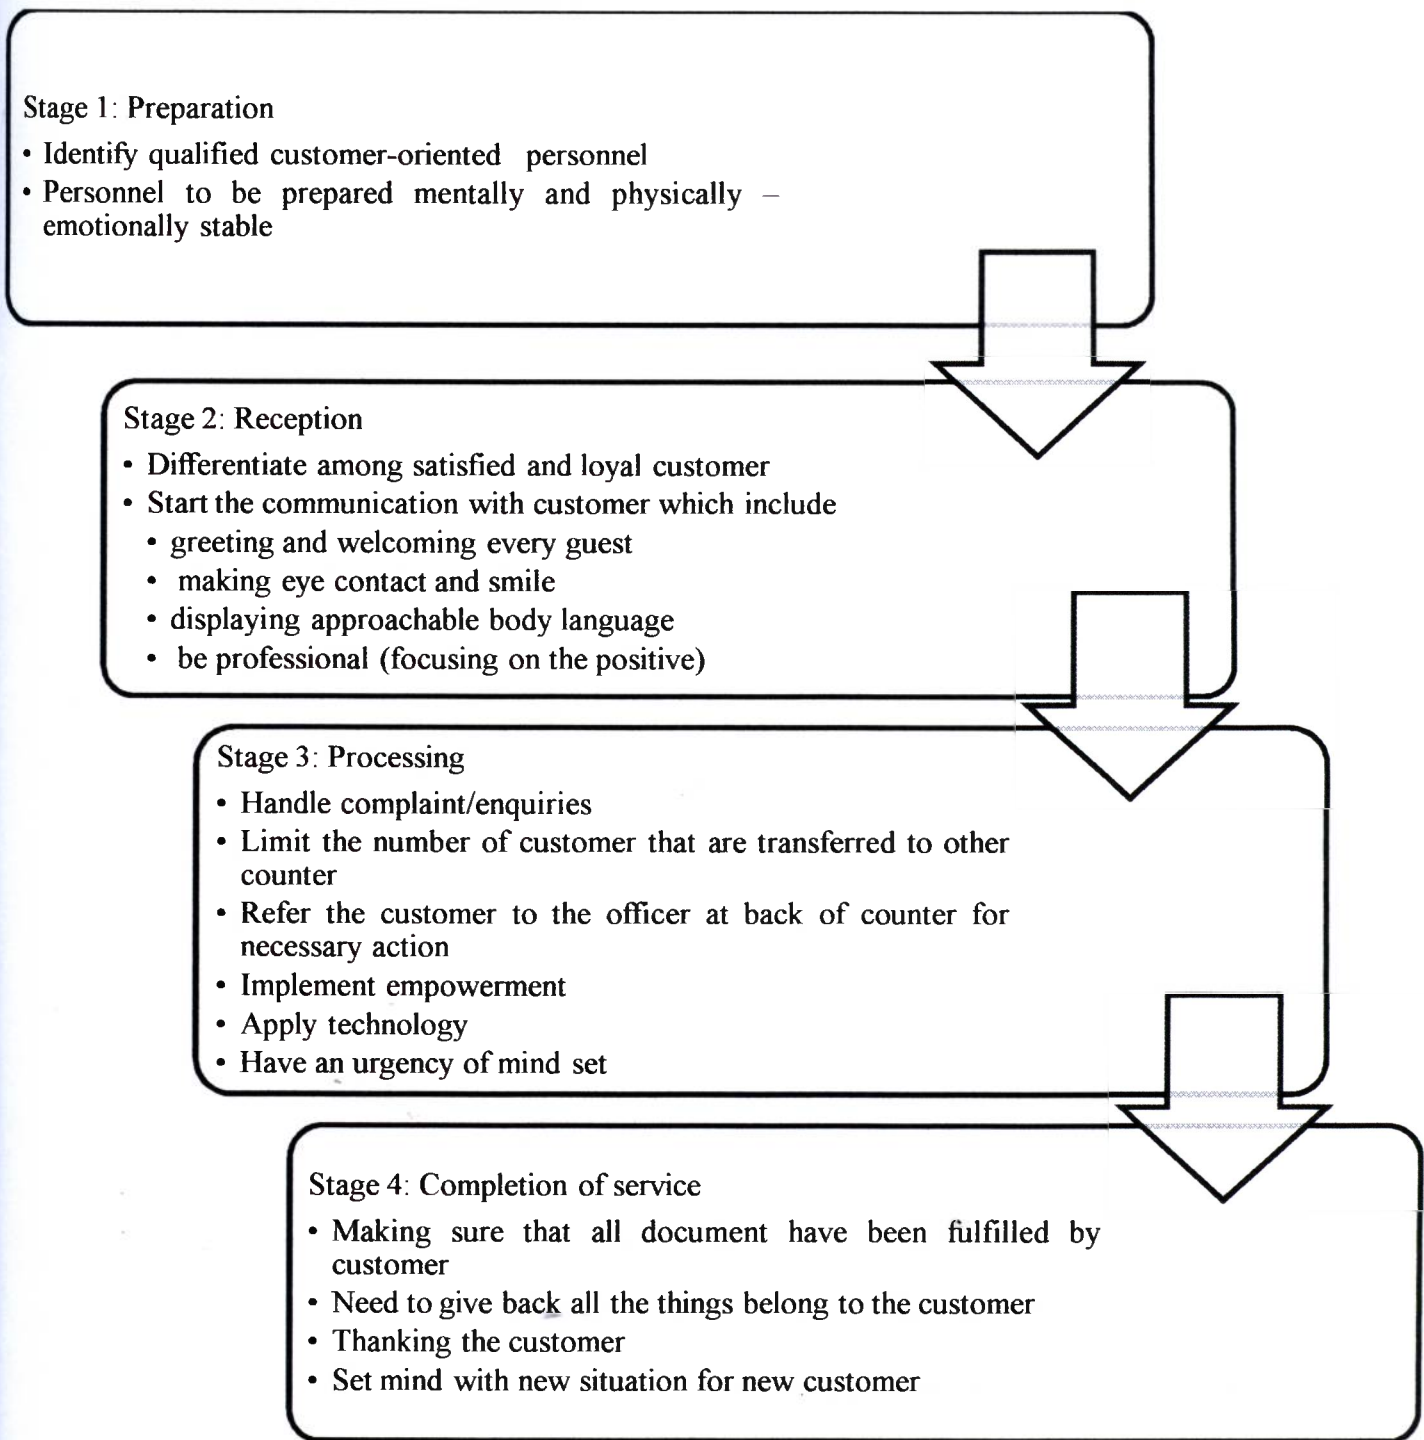 Stage 1: Preparation
• Identify qualified customer-oriented personnel
• Personnel to be prepared mentally and physically –
emotionally stable
Stage 2: Reception
• Differentiate among satisfied and loyal customer
• Start the communication with customer which include
• greeting and welcoming every guest
• making eye contact and smile
• displaying approachable body language
• be professional (focusing on the positive)
Stage 3: Processing
• Handle complaint/enquiries
• Limit the number of customer that are transferred to other
counter
• Refer the customer to the officer at back of counter for
necessary action
• Implement empowerment
• Apply technology
• Have an urgency of mind set
Stage 4: Completion of service
• Making sure that all document have been fulfilled by
customer
• Need to give back all the things belong to the customer
• Thanking the customer
• Set mind with new situation for new customer